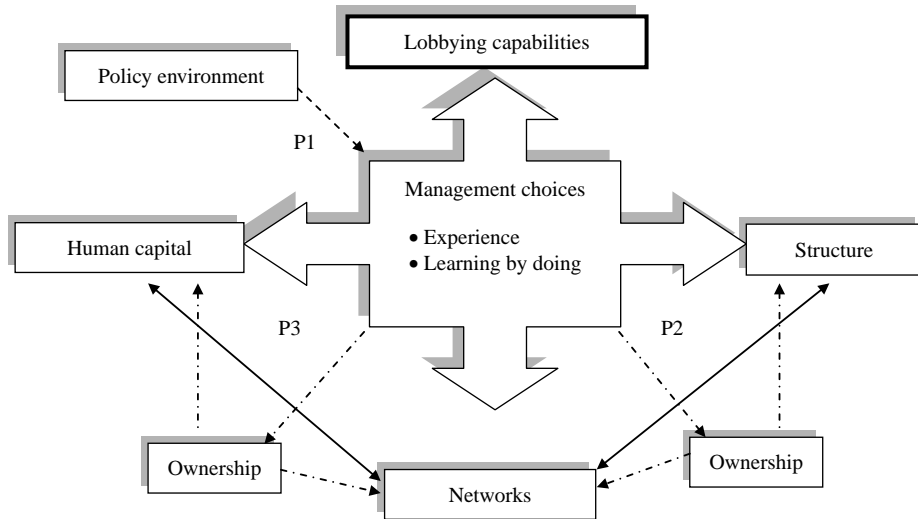 Lobbying capabilities
Policy environment
P1
Management choices
• Experience
• Learning by doing
Human capital
Structure
P3
P2
Ownership
Ownership
Networks